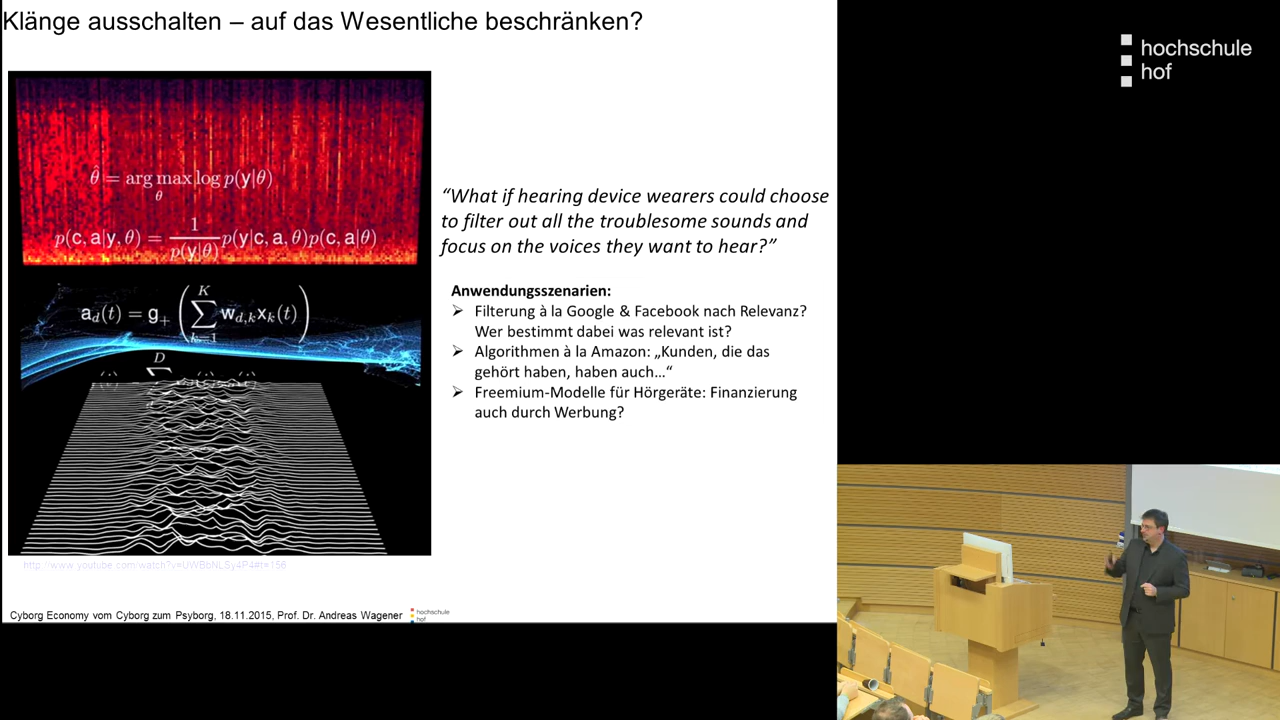 Klänge ausschalten – auf das Wesentliche beschränken?
hochschule
hof
θ̂ = arg max log p(y|θ)
θ
p(c, a|y, θ) = 1/p(y|θ) p(y|c, a, θ)p(c, a|θ)
a_d(t) = g_+ ( ∑_{k=1}^{K} w_{d,k}x_k(t) )
D
∑
“What if hearing device wearers could choose
to filter out all the troublesome sounds and
focus on the voices they want to hear?”
Anwendungsszenarien:
➢ Filterung à la Google & Facebook nach Relevanz?
Wer bestimmt dabei was relevant ist?
➢ Algorithmen à la Amazon: „Kunden, die das
gehört haben, haben auch…“
➢ Freemium-Modelle für Hörgeräte: Finanzierung
auch durch Werbung?
http://www.youtube.com/watch?v=UWBbNLSy4P4#t=156
Cyborg Economy vom Cyborg zum Psyborg, 18.11.2015, Prof. Dr. Andreas Wagener
hochschule
hof